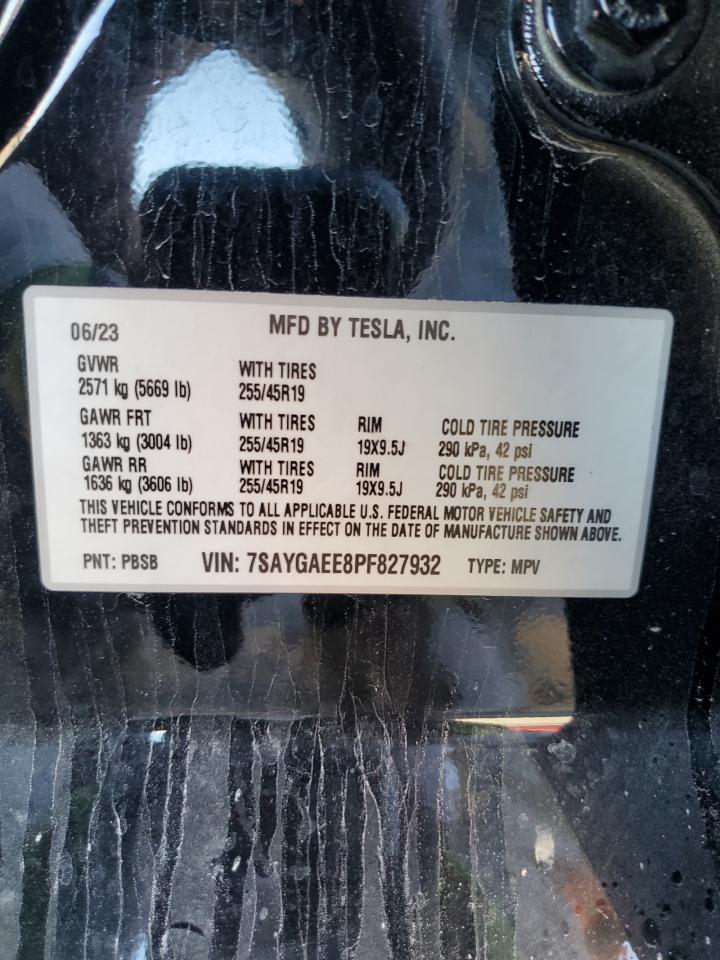 06/23 MFD BY TESLA, INC.
GVWR WITH TIRES
2571 kg (5669 lb) 255/45R19
GAWR FRT WITH TIRES RIM COLD TIRE PRESSURE
1363 kg (3004 lb) 255/45R19 19X9.5J 290 kPa, 42 psi
GAWR RR WITH TIRES RIM COLD TIRE PRESSURE
1636 kg (3606 lb) 255/45R19 19X9.5J 290 kPa, 42 psi
THIS VEHICLE CONFORMS TO ALL APPLICABLE U.S. FEDERAL MOTOR VEHICLE SAFETY AND
THEFT PREVENTION STANDARDS IN EFFECT ON THE DATE OF MANUFACTURE SHOWN ABOVE.
PNT: PBSB VIN: 7SAYGAEE8PF827932 TYPE: MPV